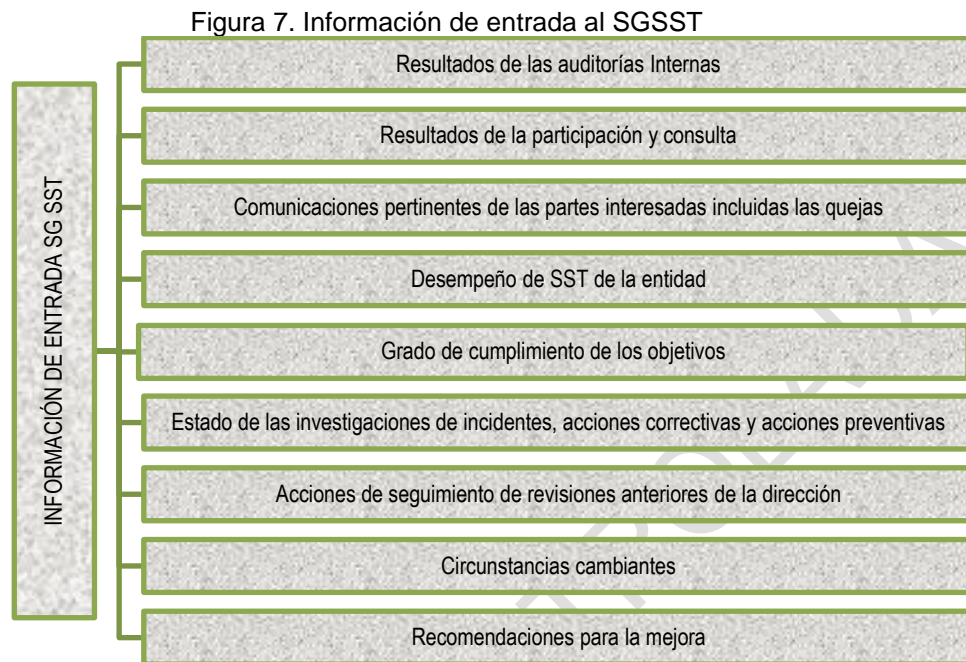 Figura 7. Información de entrada al SGSST
INFORMACIÓN DE ENTRADA SG SST
Resultados de las auditorías Internas
Resultados de la participación y consulta
Comunicaciones pertinentes de las partes interesadas incluidas las quejas
Desempeño de SST de la entidad
Grado de cumplimiento de los objetivos
Estado de las investigaciones de incidentes, acciones correctivas y acciones preventivas
Acciones de seguimiento de revisiones anteriores de la dirección
Circunstancias cambiantes
Recomendaciones para la mejora